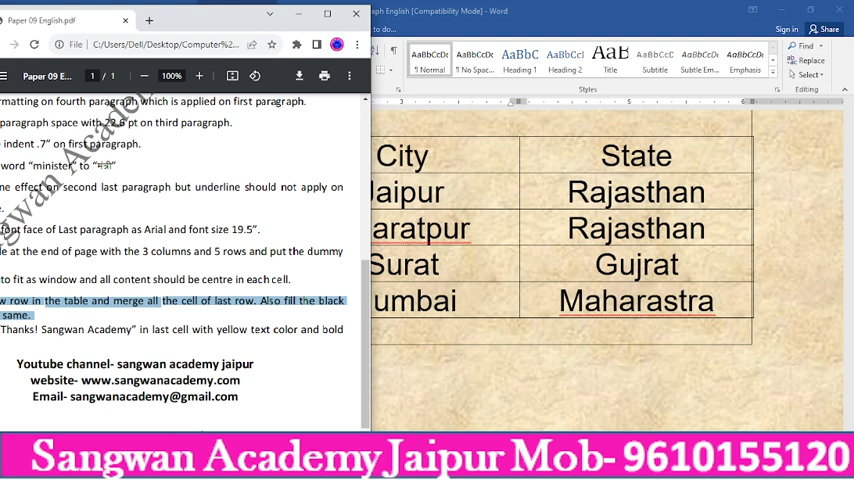 Paper 09 English.pdf
ph English [Compatibility Mode] - Word
to do...
Sign in
Share
File
C:/Users/Dell/Desktop/Computer%2...
AaBbCcDc
AaBbCcDc
AaBbC
AaBbCcl
AaB
AaBbCcD
AaBbCcDc
AaBbCcDc
¶ Normal
¶ No Spac...
Heading 1
Heading 2
Title
Subtitle
Subtle Em...
Emphasis
Find
Replace
Select
Styles
Editing
Paper 09 E...
1 / 1
100%
3
5
6
rmatting on fourth paragraph which is applied on first paragraph.
paragraph space with 22.6 pt on third paragraph.
indent .7" on first paragraph.
word "minister" to "मंत्री"
ne effect on second last paragraph but underline should not apply on
e.
font face of Last paragraph as Arial and font size 19.5".
le at the end of page with the 3 columns and 5 rows and put the dummy
to fit as window and all content should be centre in each cell.
w row in the table and merge all the cell of last row. Also fill the black
same.
Thanks! Sangwan Academy" in last cell with yellow text color and bold
Youtube channel- sangwan academy jaipur
website- www.sangwanacademy.com
Email- sangwanacademy@gmail.com
City State
Jaipur Rajasthan
aratpur Rajasthan
Surat Gujrat
umbai Maharastra
Sangwan Academy Jaipur Mob- 9610155120